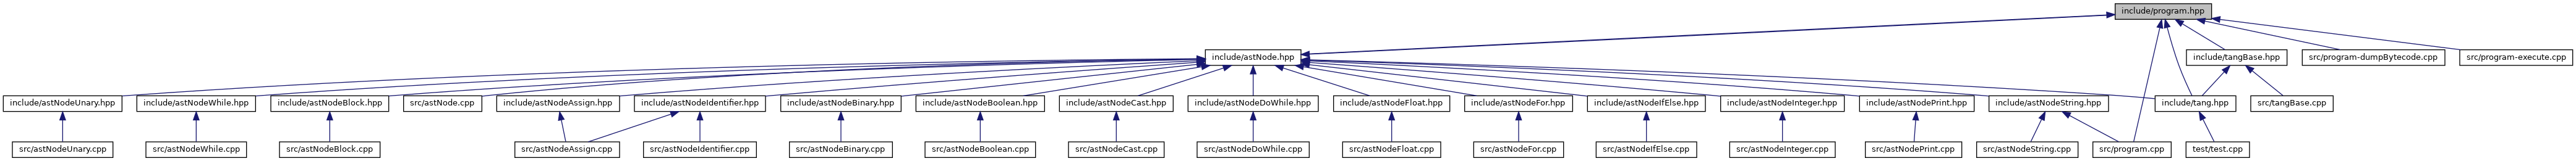 include/program.hpp
include/astNode.hpp
include/tangBase.hpp
src/program-dumpBytecode.cpp
src/program-execute.cpp
include/astNodeUnary.hpp
include/astNodeWhile.hpp
include/astNodeBlock.hpp
src/astNode.cpp
include/astNodeAssign.hpp
include/astNodeIdentifier.hpp
include/astNodeBinary.hpp
include/astNodeBoolean.hpp
include/astNodeCast.hpp
include/astNodeDoWhile.hpp
include/astNodeFloat.hpp
include/astNodeFor.hpp
include/astNodeIfElse.hpp
include/astNodeInteger.hpp
include/astNodePrint.hpp
include/astNodeString.hpp
include/tang.hpp
src/tangBase.cpp
src/astNodeUnary.cpp
src/astNodeWhile.cpp
src/astNodeBlock.cpp
src/astNodeAssign.cpp
src/astNodeIdentifier.cpp
src/astNodeBinary.cpp
src/astNodeBoolean.cpp
src/astNodeCast.cpp
src/astNodeDoWhile.cpp
src/astNodeFloat.cpp
src/astNodeFor.cpp
src/astNodeIfElse.cpp
src/astNodeInteger.cpp
src/astNodePrint.cpp
src/astNodeString.cpp
src/program.cpp
test/test.cpp